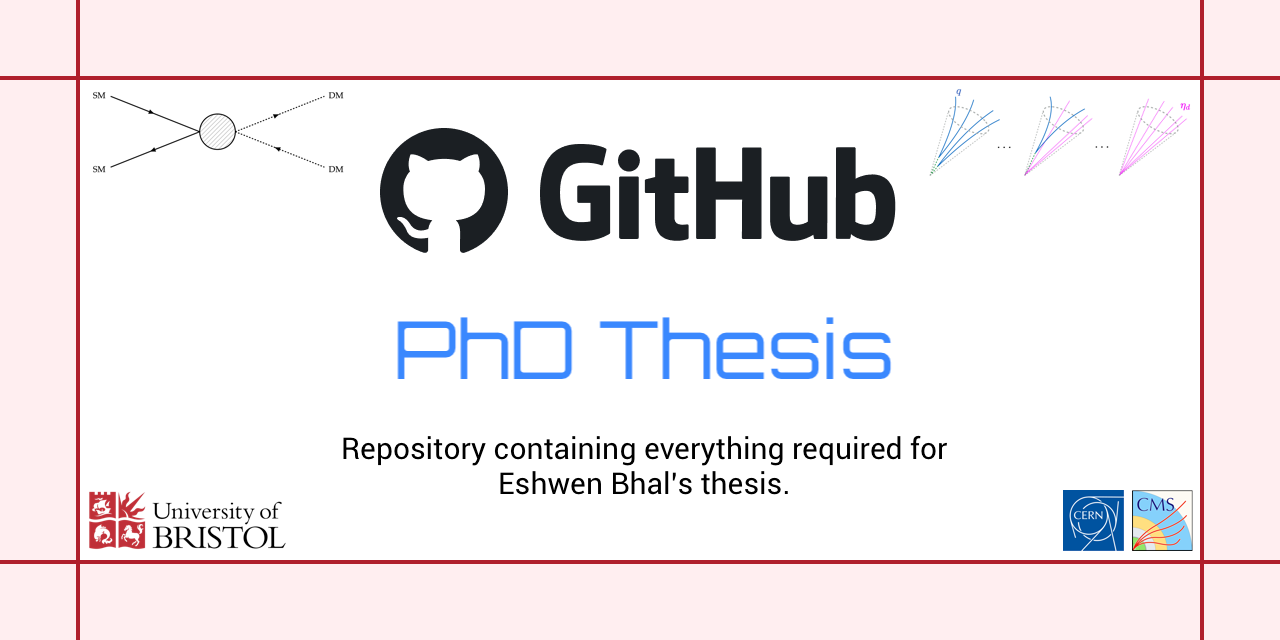 SM
DM
SM
DM
q
ηd
. . .
. . .
GitHub
PhD Thesis
Repository containing everything required for
Eshwen Bhal's thesis.
University of
BRISTOL
CERN
CMS